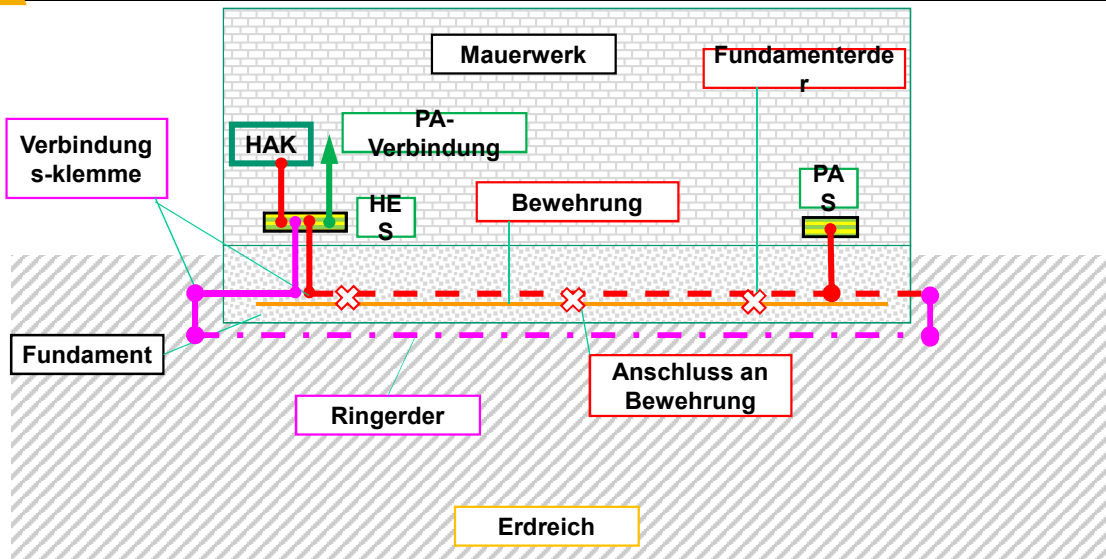 Mauerwerk
Fundamenterde
r
PA-
Verbindung
HAK
Verbindung
s-klemme
PA
S
HE
S
Bewehrung
Fundament
Anschluss an
Bewehrung
Ringerder
Erdreich